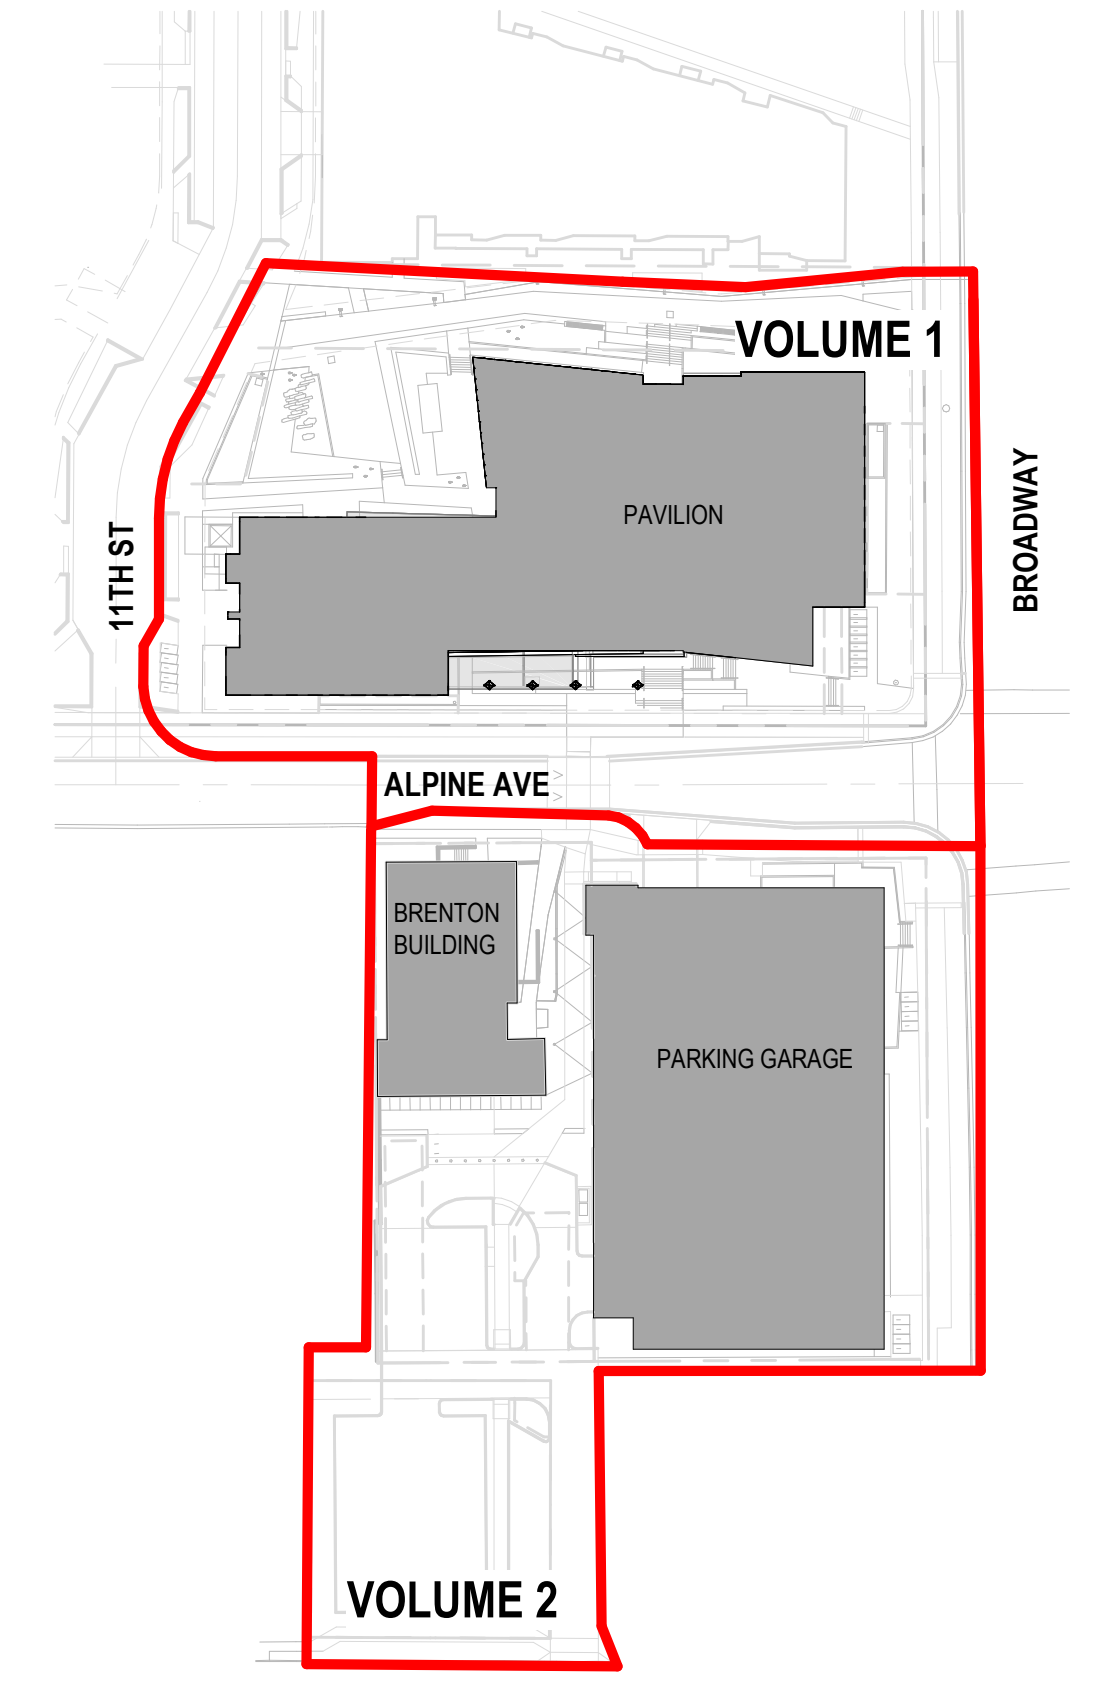 VOLUME 1
PAVILION
11TH ST
BROADWAY
ALPINE AVE
BRENTON
BUILDING
PARKING GARAGE
VOLUME 2